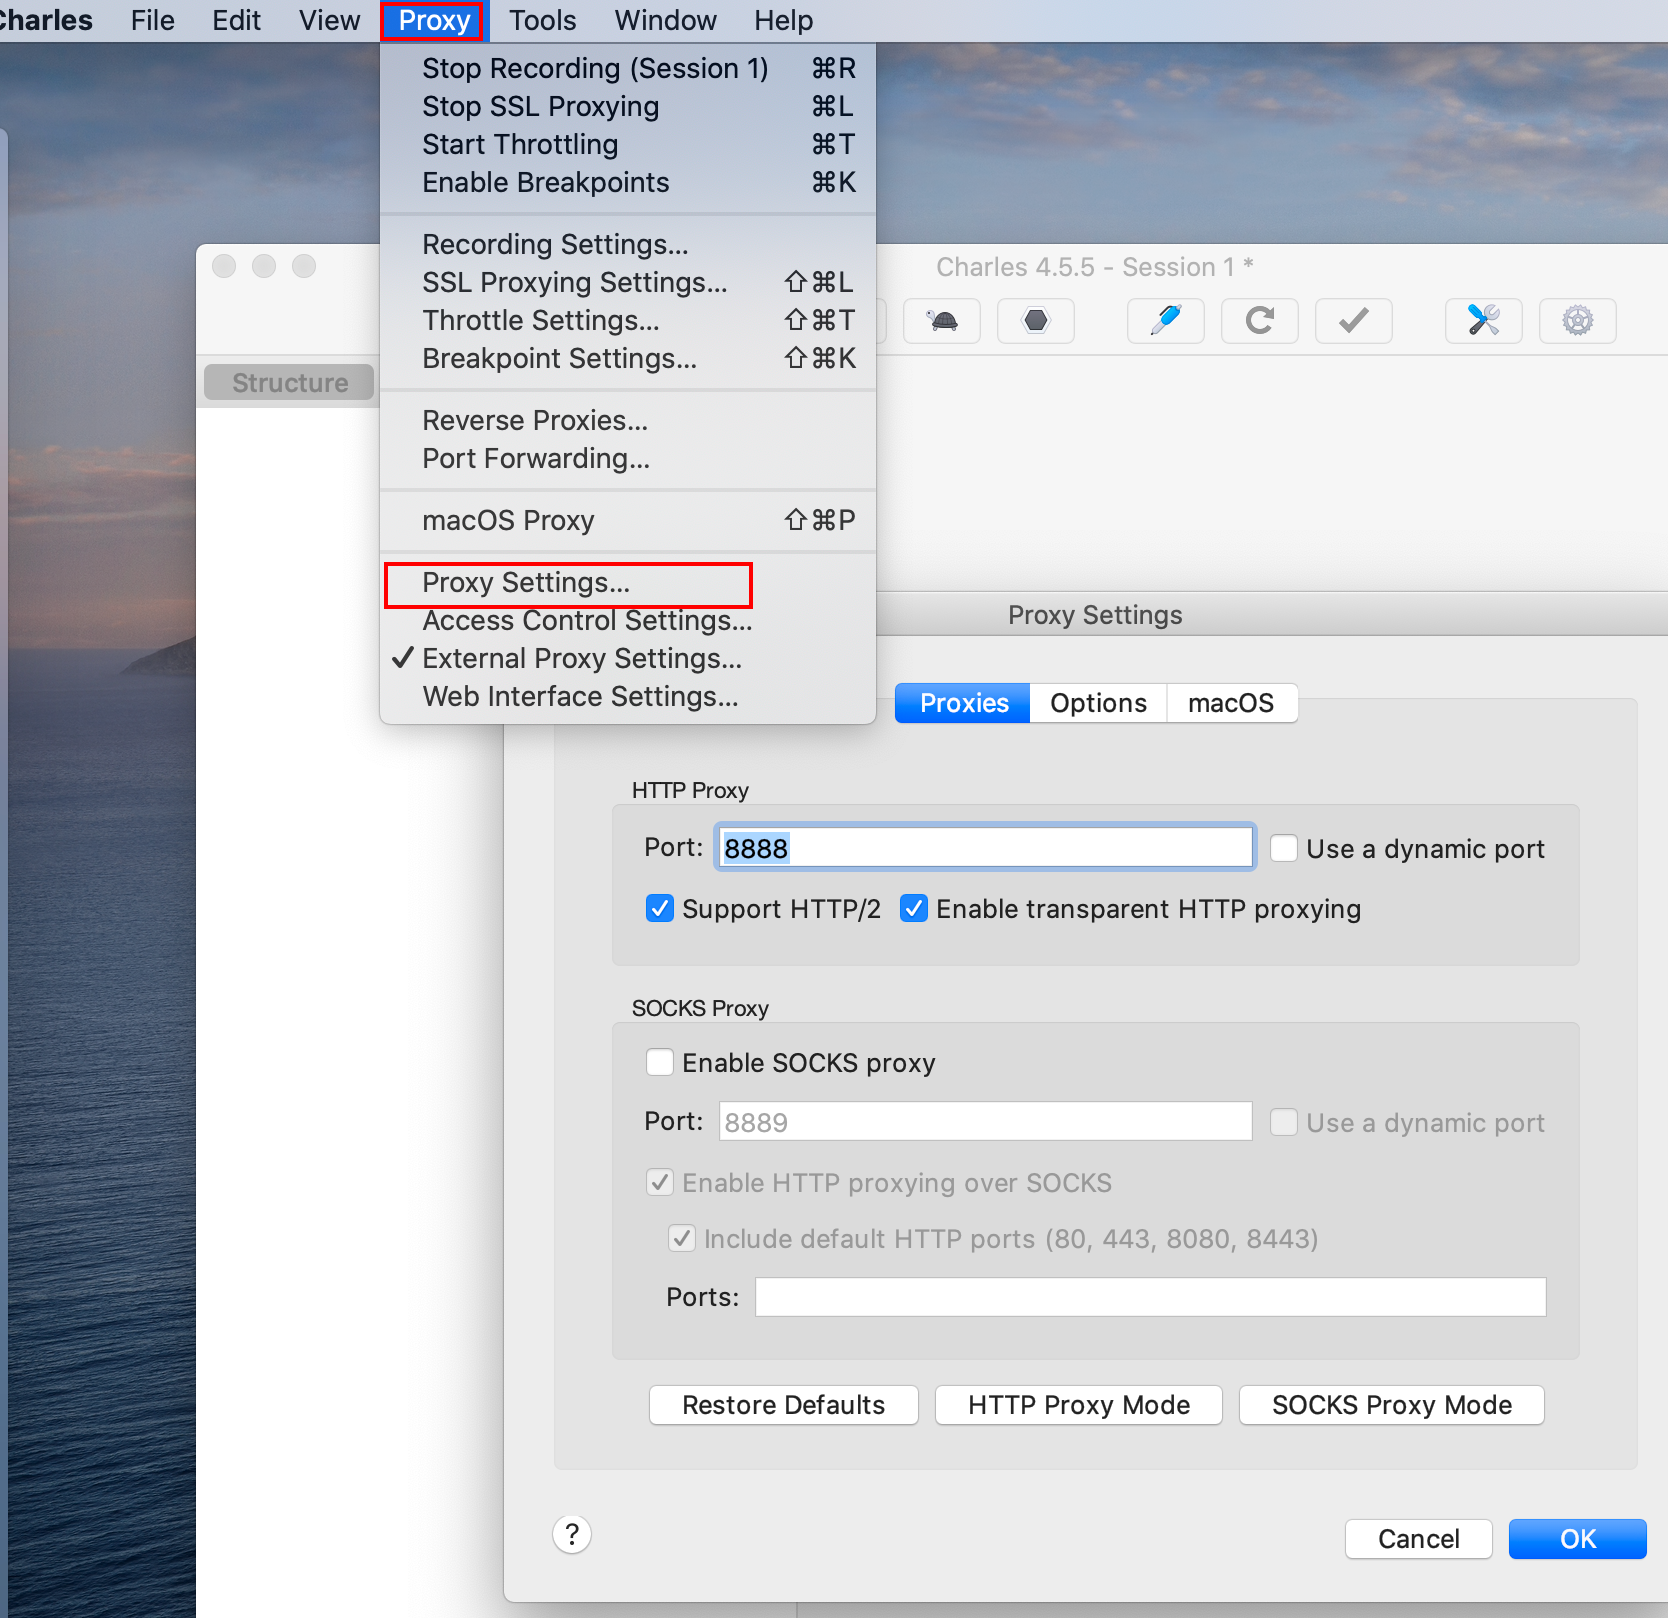 Charles File Edit View Proxy Tools Window Help
Stop Recording (Session 1) ⌘R
Stop SSL Proxying ⌘L
Start Throttling ⌘T
Enable Breakpoints ⌘K
Recording Settings...
SSL Proxying Settings... ⇧⌘L
Throttle Settings... ⇧⌘T
Breakpoint Settings... ⇧⌘K
Reverse Proxies...
Port Forwarding...
macOS Proxy ⇧⌘P
Proxy Settings...
Access Control Settings...
✓ External Proxy Settings...
Web Interface Settings...
Charles 4.5.5 - Session 1 *
Structure
Proxy Settings
Proxies Options macOS
HTTP Proxy
Port: 8888 Use a dynamic port
Support HTTP/2 Enable transparent HTTP proxying
SOCKS Proxy
Enable SOCKS proxy
Port: 8889 Use a dynamic port
Enable HTTP proxying over SOCKS
Include default HTTP ports (80, 443, 8080, 8443)
Ports:
Restore Defaults HTTP Proxy Mode SOCKS Proxy Mode
? Cancel OK